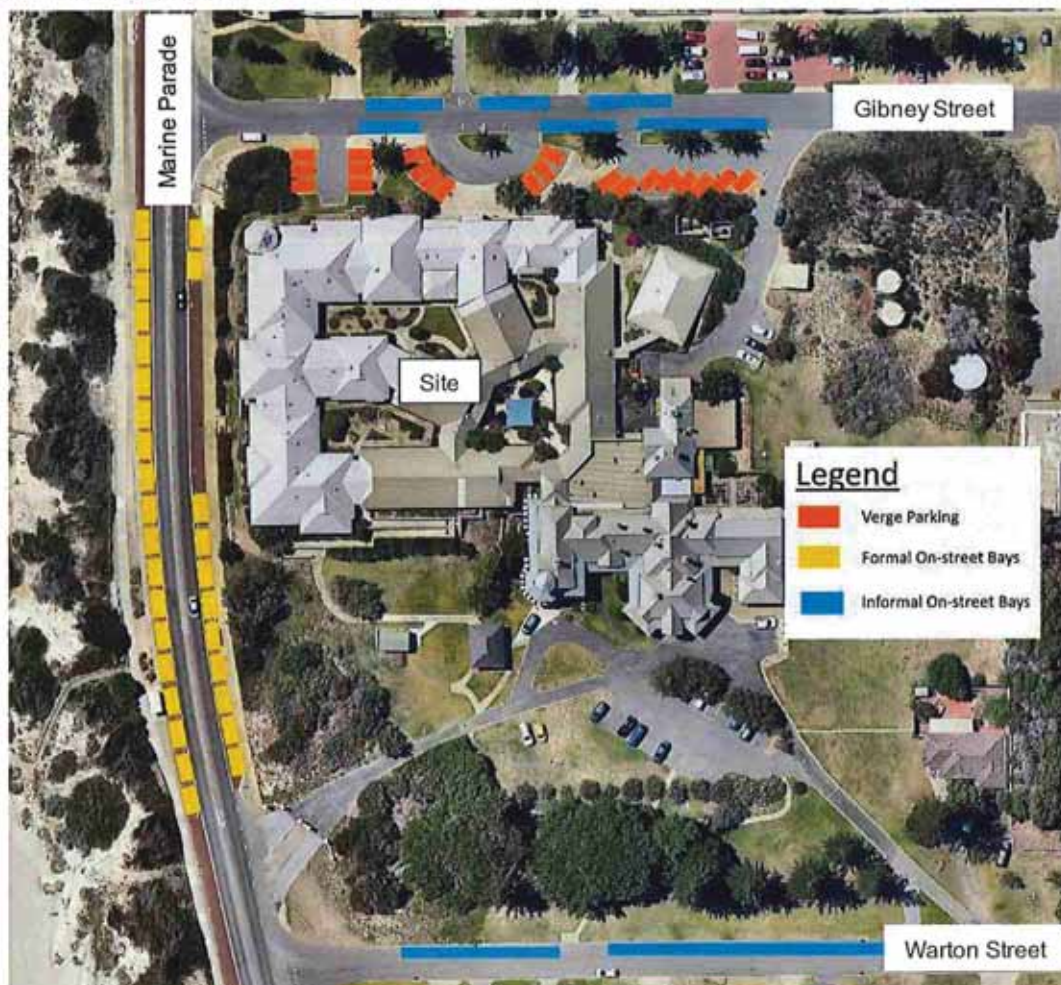 Marine Parade
Gibney Street
Site
Legend
Verge Parking
Formal On-street Bays
Informal On-street Bays
Warton Street